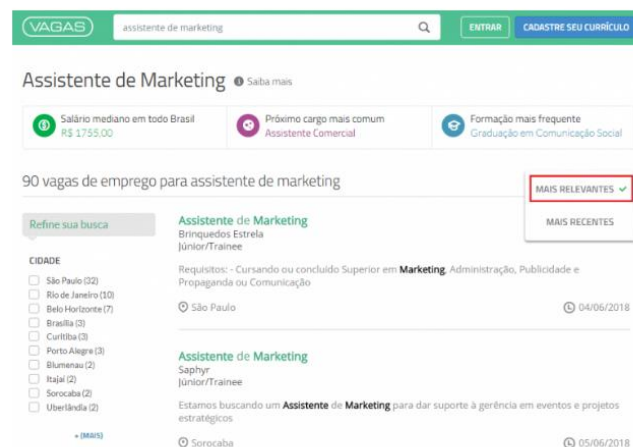 VAGAS
assistente de marketing
ENTRAR
CADASTRE SEU CURRÍCULO
Assistente de Marketing Saiba mais
Salário mediano em todo Brasil
R$ 1755,00
Próximo cargo mais comum
Assistente Comercial
Formação mais frequente
Graduação em Comunicação Social
90 vagas de emprego para assistente de marketing
MAIS RELEVANTES
MAIS RECENTES
Refine sua busca
CIDADE
São Paulo (32)
Rio de Janeiro (10)
Belo Horizonte (7)
Brasília (3)
Curitiba (3)
Porto Alegre (3)
Blumenau (2)
Itajaí (2)
Sorocaba (2)
Uberlândia (2)
+ (MAIS)
Assistente de Marketing
Brinquedos Estrela
Júnior/Trainee
Requisitos: - Cursando ou concluído Superior em Marketing, Administração, Publicidade e
Propaganda ou Comunicação
São Paulo
04/06/2018
Assistente de Marketing
Saphyr
Júnior/Trainee
Estamos buscando um Assistente de Marketing para dar suporte à gerência em eventos e projetos
estratégicos
Sorocaba
05/06/2018